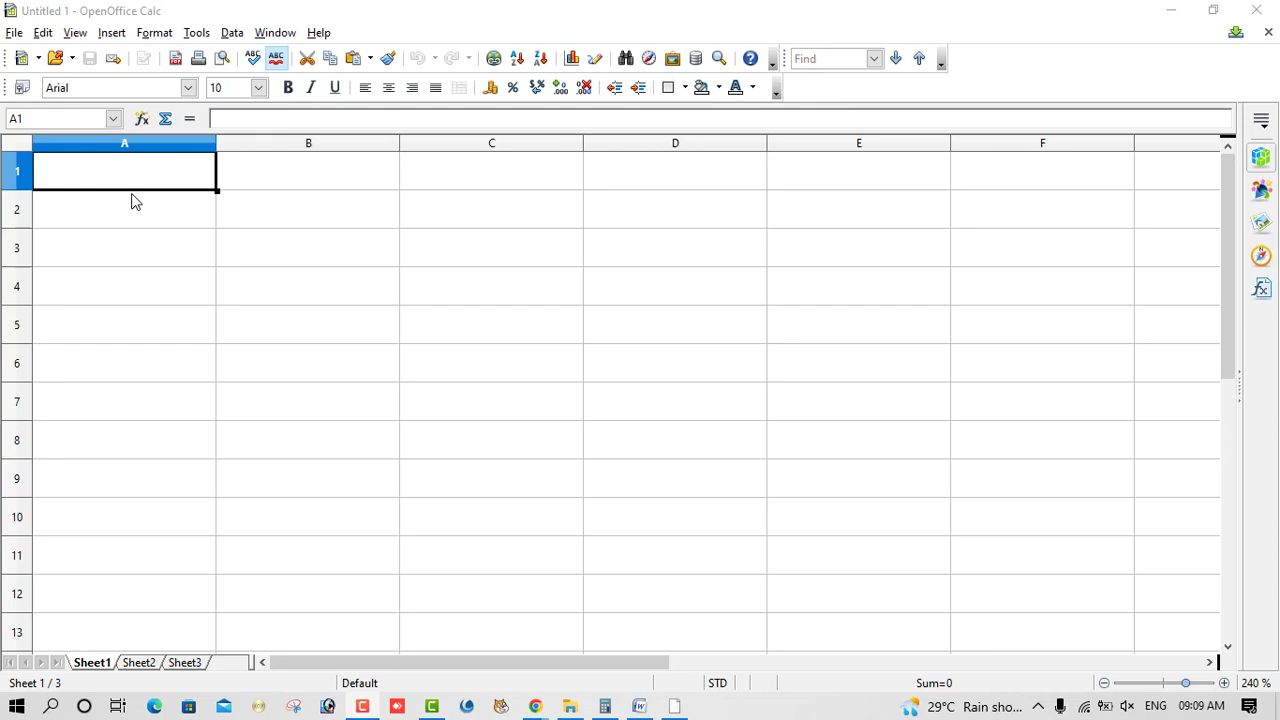 Untitled 1 - OpenOffice Calc
File Edit View Insert Format Tools Data Window Help
ABC ABC Find
Arial 10 B I U A
A1
A B C D E F
1
2
3
4
5
6
7
8
9
10
11
12
13
Sheet1 Sheet2 Sheet3
Sheet 1 / 3 Default STD Sum=0 240 %
29°C Rain sho... 09:09 AM